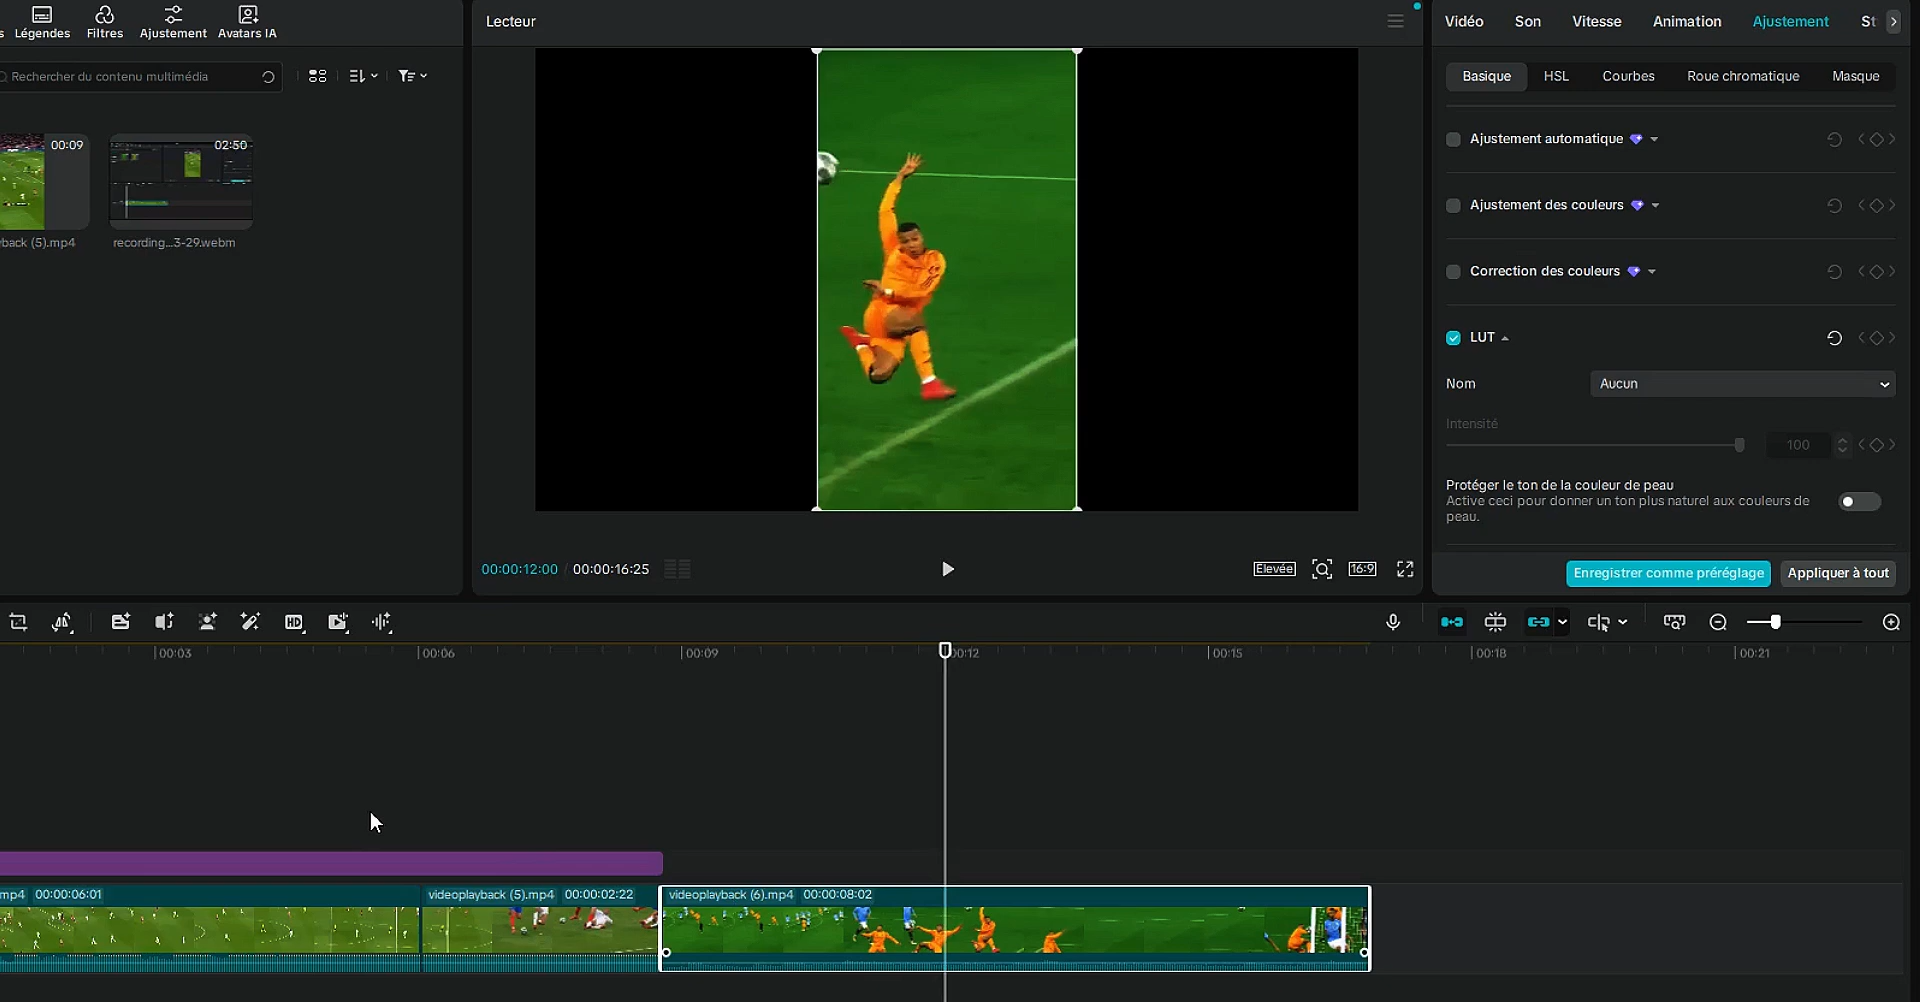 s Légendes Filtres Ajustement Avatars IA
Rechercher du contenu multimédia
00:09
02:50
back (5).mp4
recording...3-29.webm
Lecteur
00:00:12:00 / 00:00:16:25
Elevée
16:9
Vidéo Son Vitesse Animation Ajustement St
Basique HSL Courbes Roue chromatique Masque
Ajustement automatique
Ajustement des couleurs
Correction des couleurs
LUT
Nom Aucun
Intensité
100
Protéger le ton de la couleur de peau
Active ceci pour donner un ton plus naturel aux couleurs de
peau.
Enregistrer comme préréglage Appliquer à tout
HD
00:03 00:06 00:09 00:12 00:15 00:18 00:21
mp4 00:00:06:01 videoplayback (5).mp4 00:00:02:22 videoplayback (6).mp4 00:00:08:02